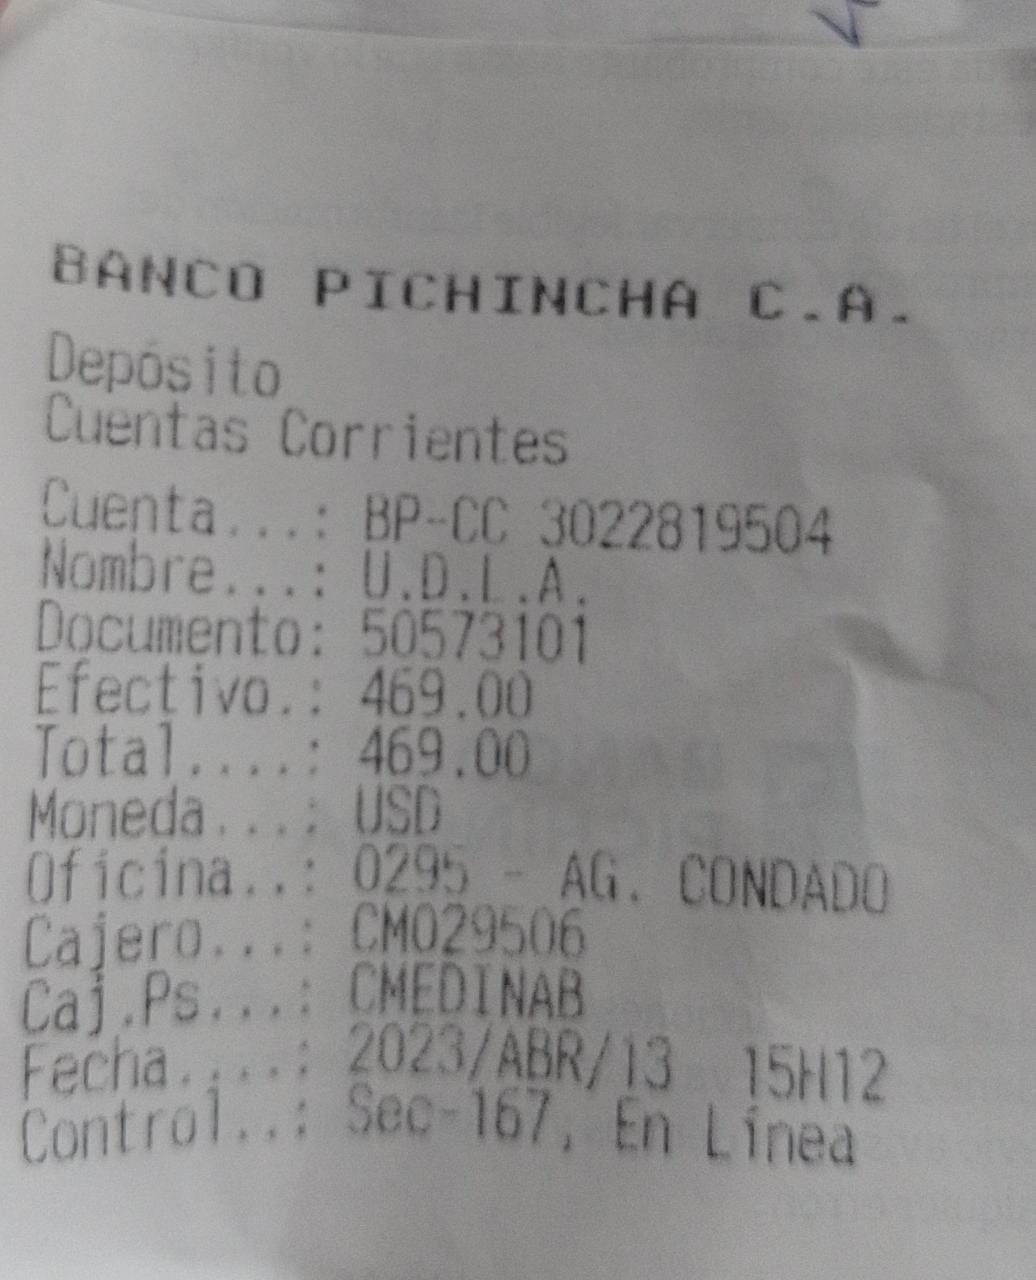 BANCO PICHINCHA C.A.
Depósito
Cuentas Corrientes
Cuenta...: BP-CC 3022819504
Nombre...: U.D.L.A.
Documento: 50573101
Efectivo.: 469.00
Total....: 469.00
Moneda...: USD
Oficina..: 0295 - AG. CONDADO
Cajero...: CM029506
Caj.Ps...: CMEDINAB
Fecha....: 2023/ABR/13 15H12
Control..: Sec-167, En Línea